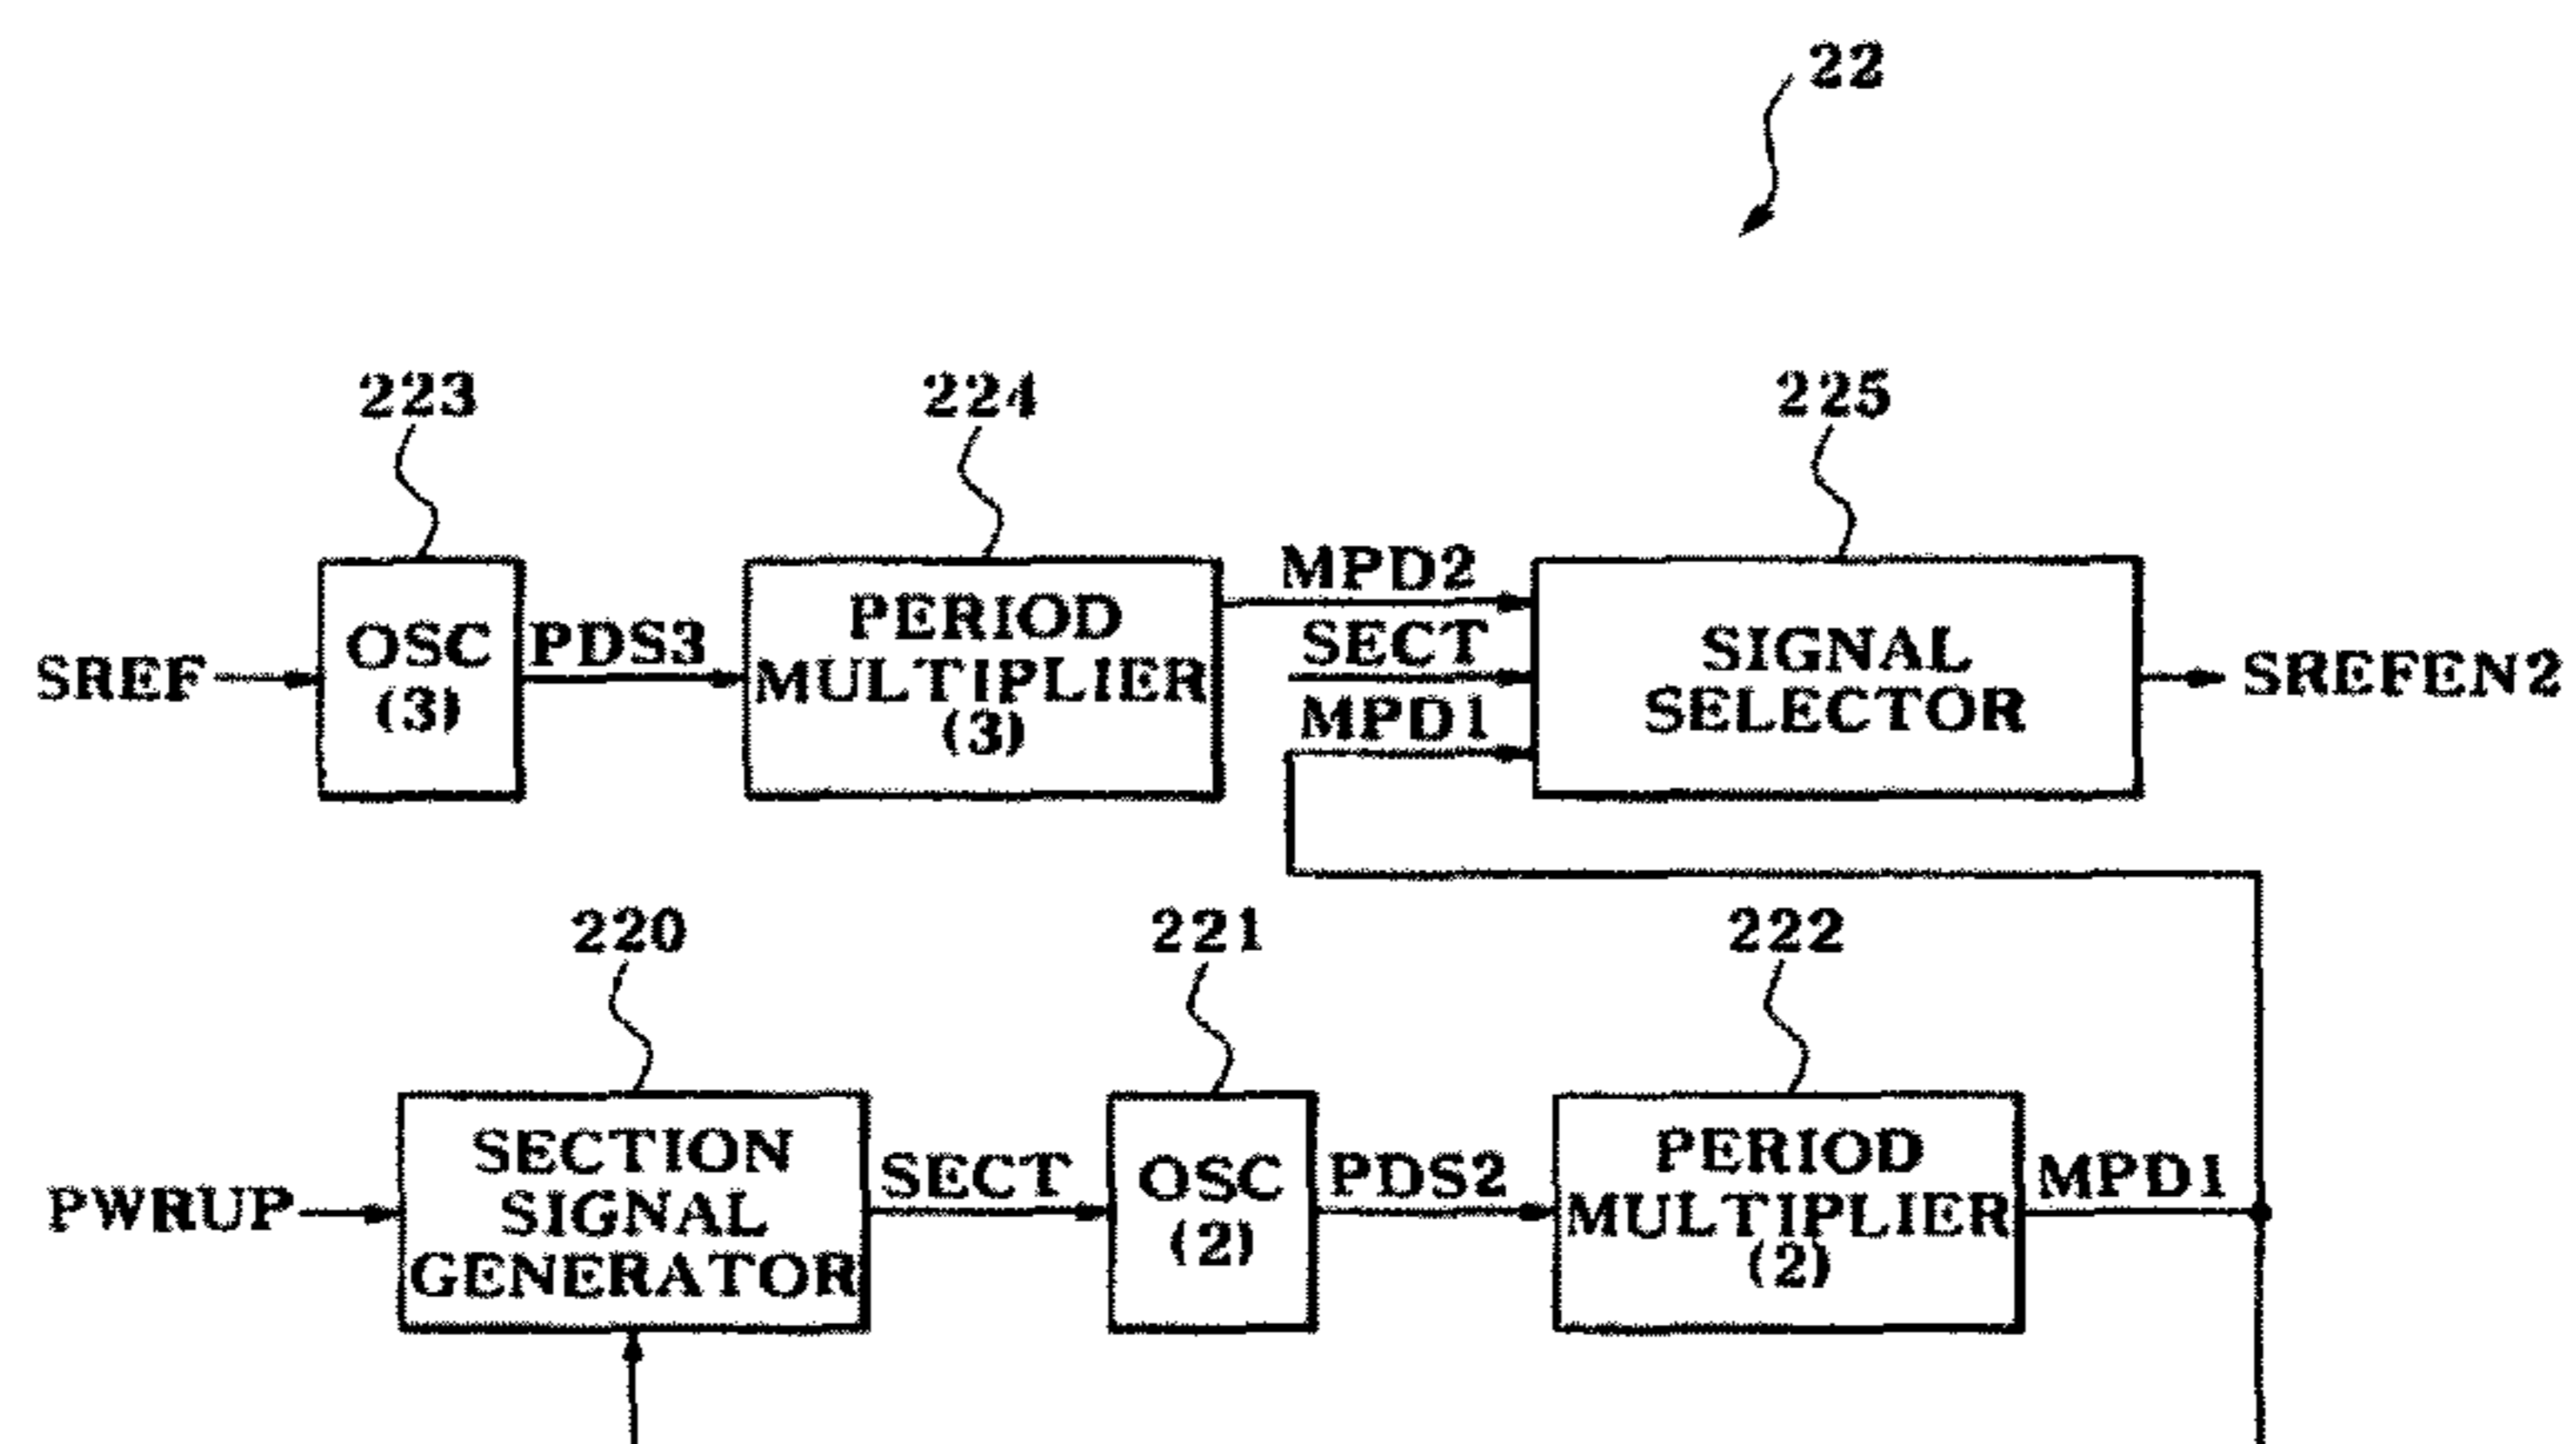 22
223
224
225
SREF
OSC
(3)
PDS3
PERIOD
MULTIPLIER
(3)
MPD2
SECT
MPD1
SIGNAL
SELECTOR
SREFEN2
220
221
222
PWRUP
SECTION
SIGNAL
GENERATOR
SECT
OSC
(2)
PDS2
PERIOD
MULTIPLIER
(2)
MPD1